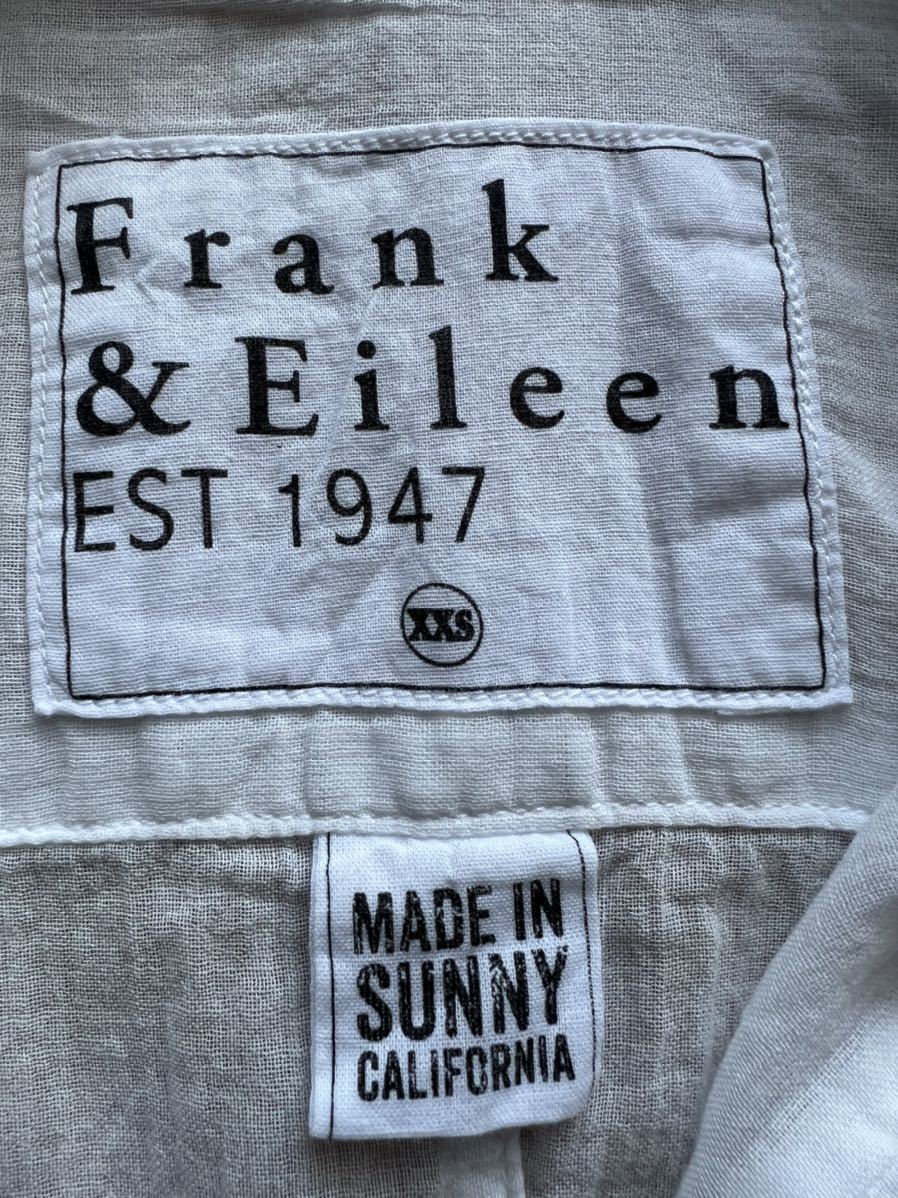 Frank
& Eileen
EST 1947
XXS
MADE IN
SUNNY
CALIFORNIA